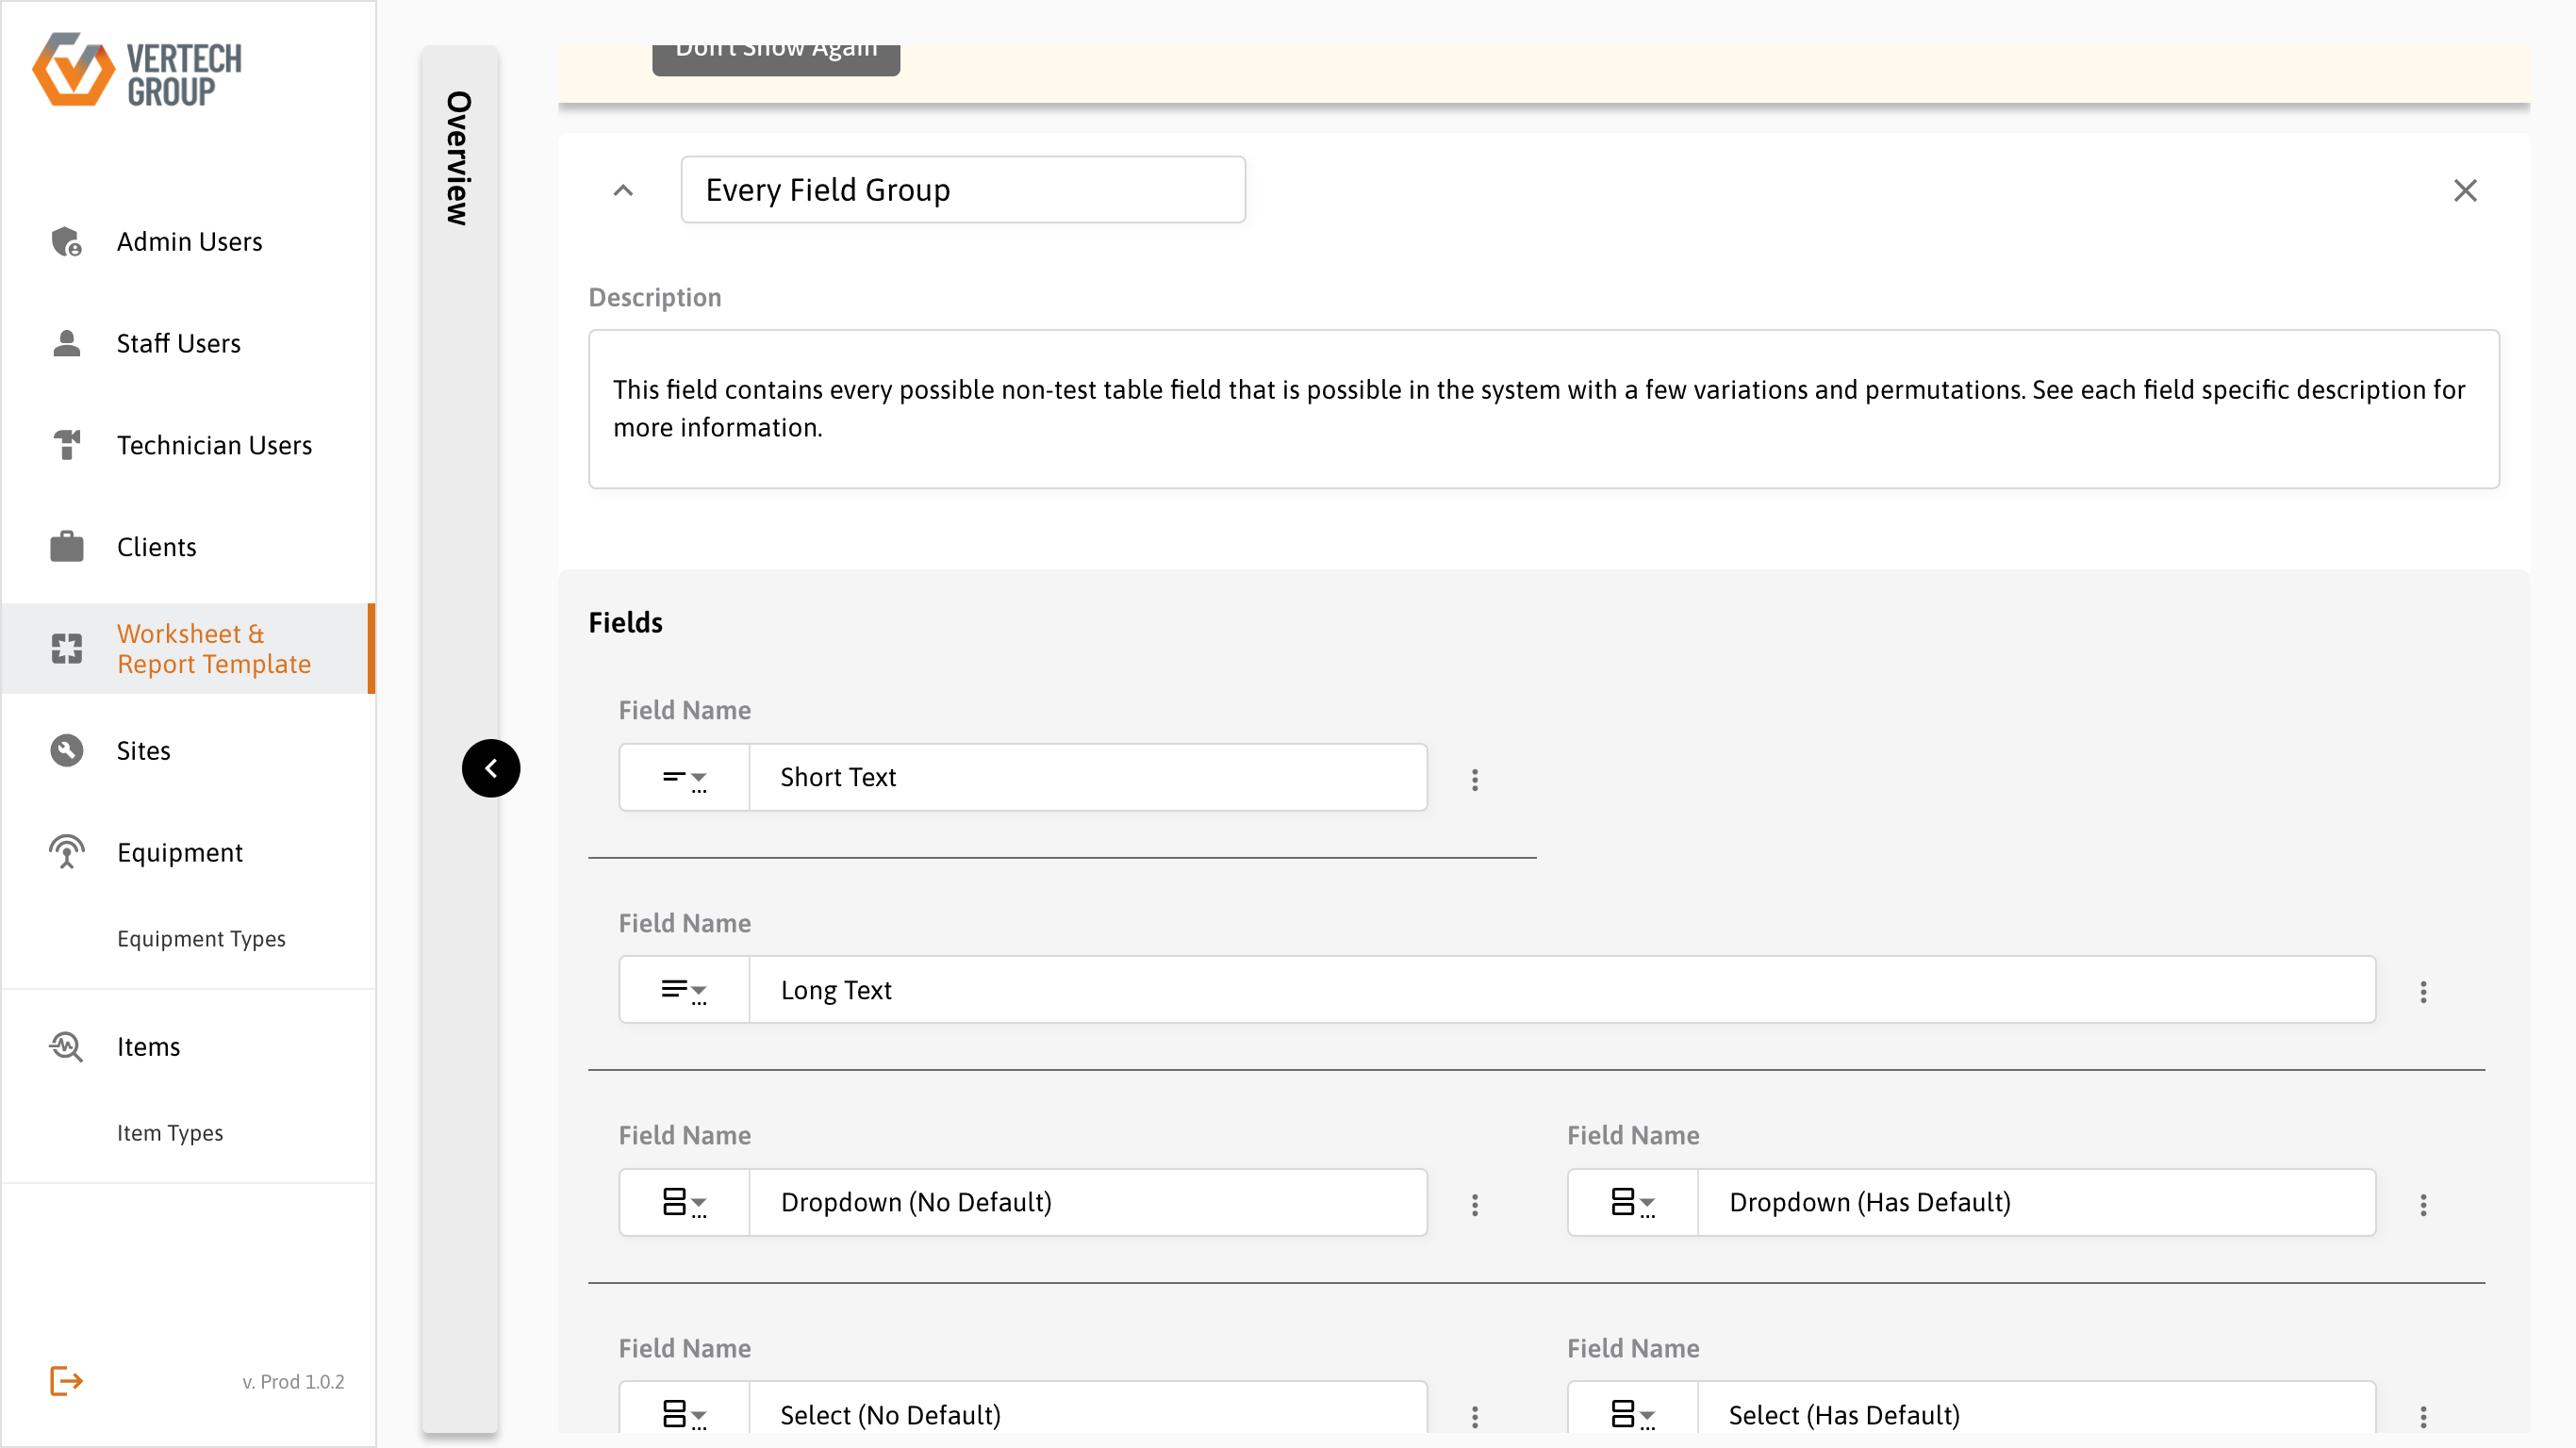 VERTECH
GROUP
Admin Users
Staff Users
Technician Users
Clients
Worksheet &
Report Template
Sites
Equipment
Equipment Types
Items
Item Types
v. Prod 1.0.2
Overview
Don't Show Again
Every Field Group
Description
This field contains every possible non-test table field that is possible in the system with a few variations and permutations. See each field specific description for
more information.
Fields
Field Name
Short Text
Field Name
Long Text
Field Name
Field Name
Dropdown (No Default)
Dropdown (Has Default)
Field Name
Field Name
Select (No Default)
Select (Has Default)